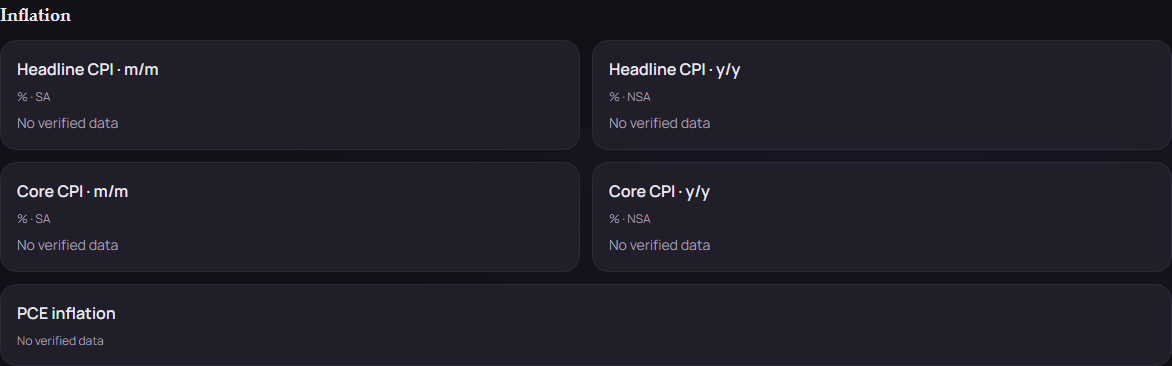 Inflation
Headline CPI · m/m
% · SA
No verified data
Headline CPI · y/y
% · NSA
No verified data
Core CPI · m/m
% · SA
No verified data
Core CPI · y/y
% · NSA
No verified data
PCE inflation
No verified data